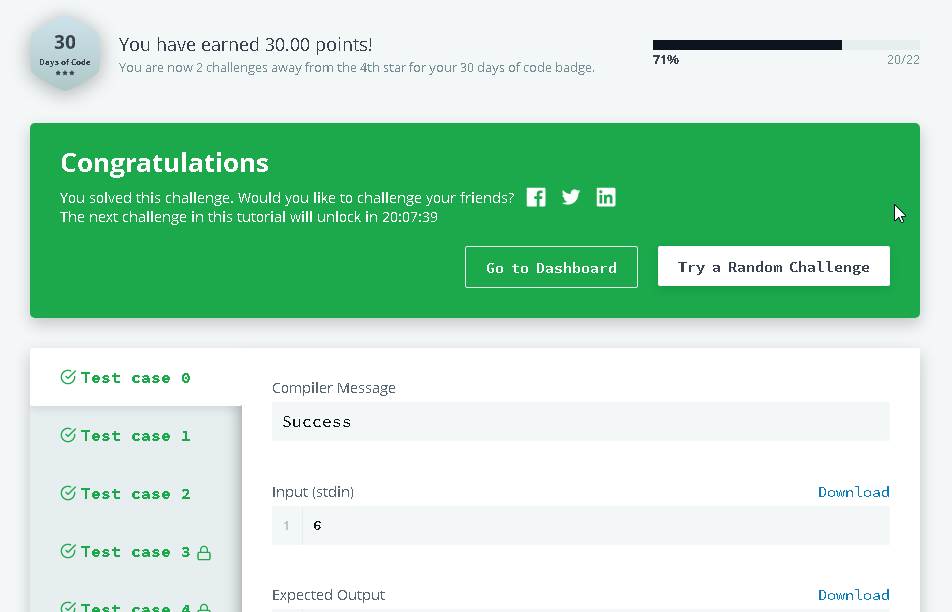 30
Days of Code
You have earned 30.00 points!
You are now 2 challenges away from the 4th star for your 30 days of code badge.
71%
20/22
Congratulations
You solved this challenge. Would you like to challenge your friends?
The next challenge in this tutorial will unlock in 20:07:39
Go to Dashboard
Try a Random Challenge
Test case 0
Test case 1
Test case 2
Test case 3
Test case 4
Compiler Message
Success
Input (stdin)
Download
1
6
Expected Output
Download